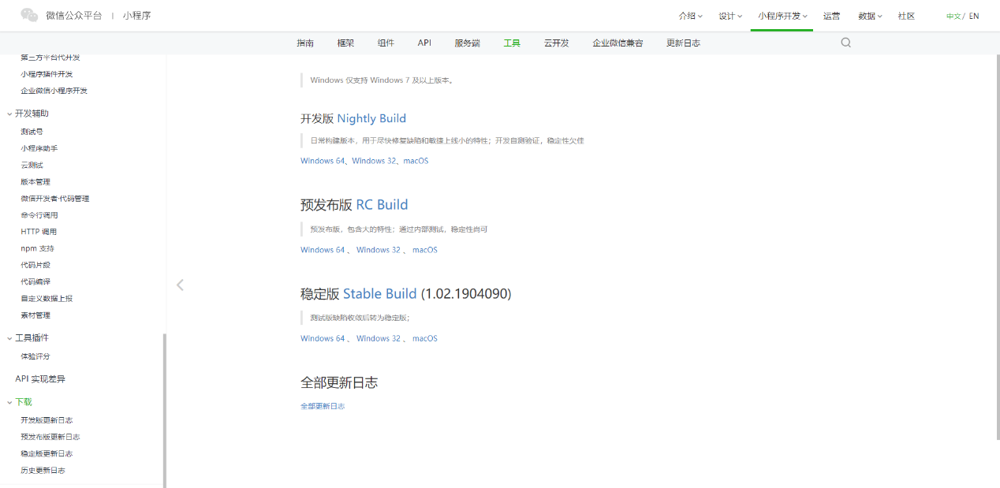 微信公众平台 | 小程序
介绍 设计 小程序开发 运营 数据 社区 中文/ EN
指南 框架 组件 API 服务端 工具 云开发 企业微信兼容 更新日志
第三方平台代开发
小程序插件开发
企业微信小程序开发
开发辅助
测试号
小程序助手
云测试
版本管理
微信开发者·代码管理
命令行调用
HTTP 调用
npm 支持
代码片段
代码编译
自定义数据上报
素材管理
工具插件
体验评分
API 实现差异
下载
开发版更新日志
预发布版更新日志
稳定版更新日志
历史更新日志
Windows 仅支持 Windows 7 及以上版本。
开发版 Nightly Build
日常构建版本，用于尽快修复缺陷和敏捷上线小的特性；开发自测验证，稳定性欠佳
Windows 64、Windows 32、macOS
预发布版 RC Build
预发布版，包含大的特性；通过内部测试，稳定性尚可
Windows 64 、 Windows 32 、 macOS
稳定版 Stable Build (1.02.1904090)
测试版缺陷收敛后转为稳定版；
Windows 64 、 Windows 32 、 macOS
全部更新日志
全部更新日志